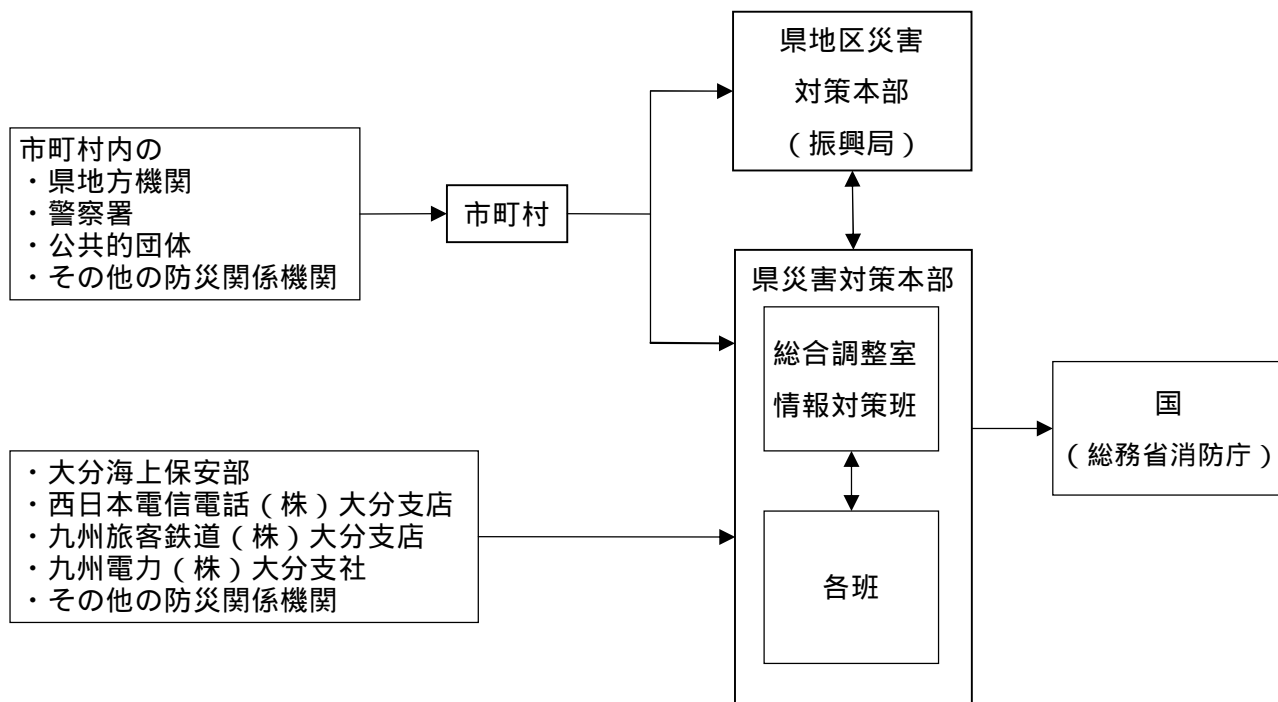 県地区災害
対策本部
（振興局）
市町村内の
・県地方機関
・警察署
・公共的団体
・その他の防災関係機関
市町村
県災害対策本部
総合調整室
情報対策班
各班
国
（総務省消防庁）
・大分海上保安部
・西日本電信電話（株）大分支店
・九州旅客鉄道（株）大分支店
・九州電力（株）大分支社
・その他の防災関係機関